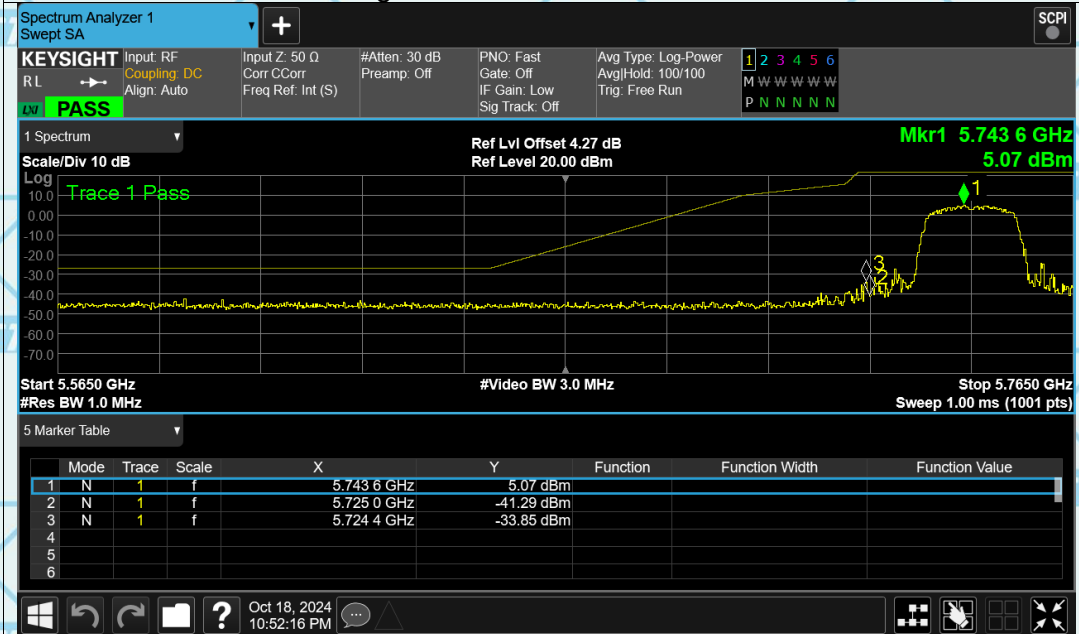 Spectrum Analyzer 1
Swept SA
+
SCPI
KEYSIGHT Input: RF Input Z: 50 Ω #Atten: 30 dB PNO: Fast Avg Type: Log-Power 1 2 3 4 5 6
RL Coupling: DC Corr CCorr Preamp: Off Gate: Off Avg|Hold: 100/100 M W W W W W
Align: Auto Freq Ref: Int (S) IF Gain: Low Trig: Free Run P N N N N N
LXI PASS Sig Track: Off
1 Spectrum
Ref Lvl Offset 4.27 dB Mkr1 5.743 6 GHz
Scale/Div 10 dB Ref Level 20.00 dBm 5.07 dBm
Log
Trace 1 Pass
1
10.0
0.00
-10.0
-20.0
3
-30.0
2
-40.0
-50.0
-60.0
-70.0
Start 5.5650 GHz #Video BW 3.0 MHz Stop 5.7650 GHz
#Res BW 1.0 MHz Sweep 1.00 ms (1001 pts)
5 Marker Table
Mode Trace Scale X Y Function Function Width Function Value
1 N 1 f 5.743 6 GHz 5.07 dBm
2 N 1 f 5.725 0 GHz -41.29 dBm
3 N 1 f 5.724 4 GHz -33.85 dBm
4
5
6
?
Oct 18, 2024
10:52:16 PM